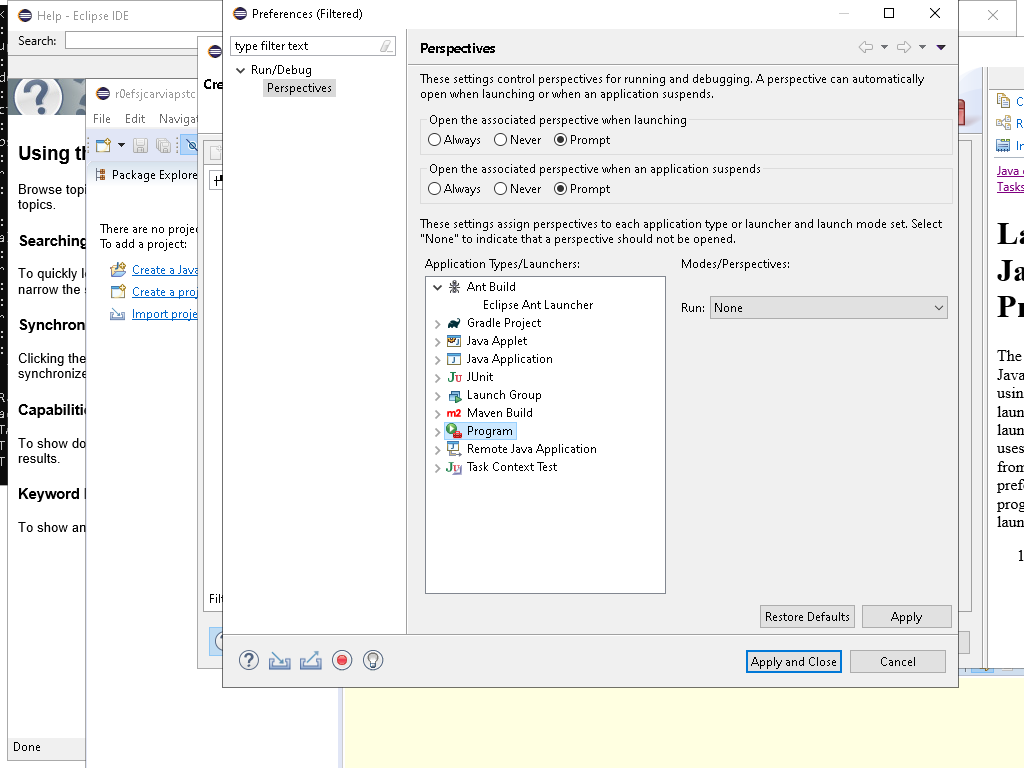 Help - Eclipse IDE
Search:
Using t
Browse topi
topics.
Searching
To quickly l
narrow the s
Synchron
Clicking the
synchronize
Capabilitie
To show do
results.
Keyword
To show an
Done
r0efsjcarviapstc
File Edit Naviga
Package Explore
There are no projec
To add a project:
Create a Java
Create a proj
Import proje
Cre
Filt
Preferences (Filtered)
type filter text
Run/Debug
Perspectives
Perspectives
These settings control perspectives for running and debugging. A perspective can automatically
open when launching or when an application suspends.
Open the associated perspective when launching
Always Never Prompt
Open the associated perspective when an application suspends
Always Never Prompt
These settings assign perspectives to each application type or launcher and launch mode set. Select
"None" to indicate that a perspective should not be opened.
Application Types/Launchers:
Modes/Perspectives:
Ant Build
Eclipse Ant Launcher
Run: None
Gradle Project
Java Applet
Java Application
JUnit
Launch Group
Maven Build
Program
Remote Java Application
Task Context Test
Restore Defaults Apply
Apply and Close Cancel
C
R
In
Java
Tasks
La
Ja
Pr
The
Java
usin
laun
laun
uses
from
pref
prog
laun
1